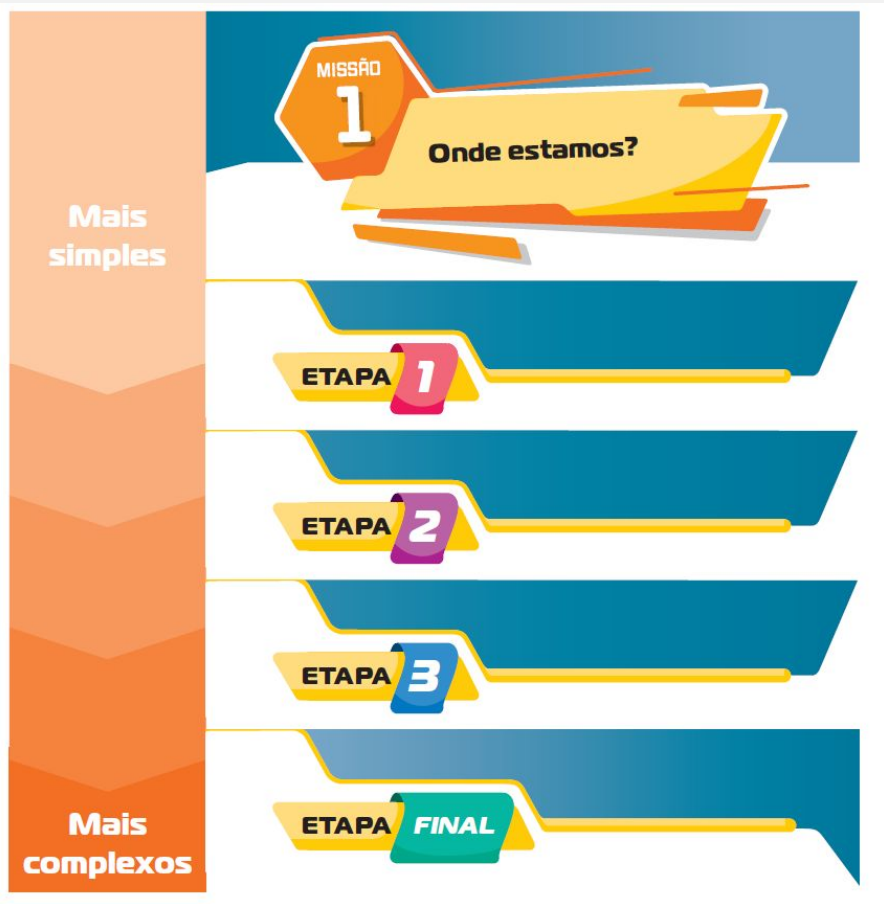 MISSÃO
1
Onde estamos?
Mais
simples
ETAPA 1
ETAPA 2
ETAPA 3
ETAPA FINAL
Mais
complexos